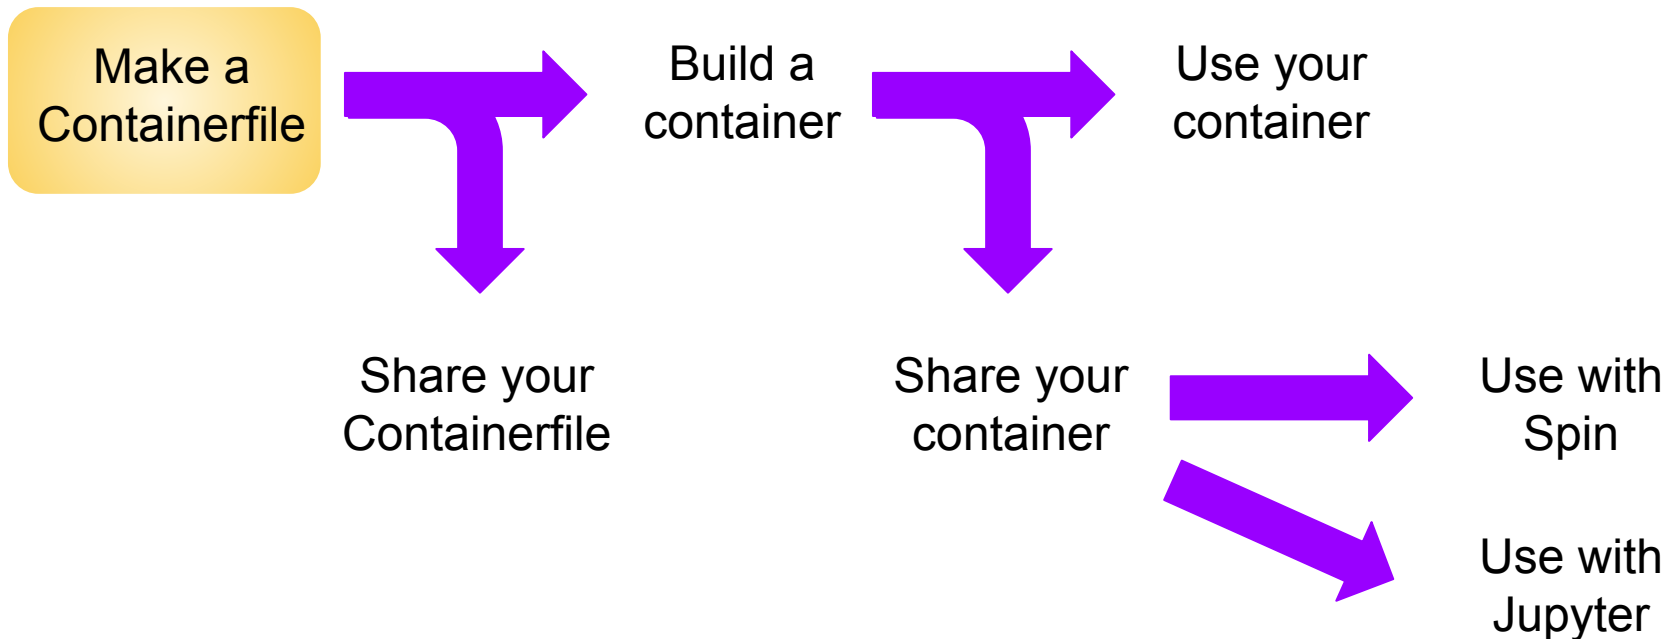 Make a
Containerfile
Build a
container
Use your
container
Share your
Containerfile
Share your
container
Use with
Spin
Use with
Jupyter